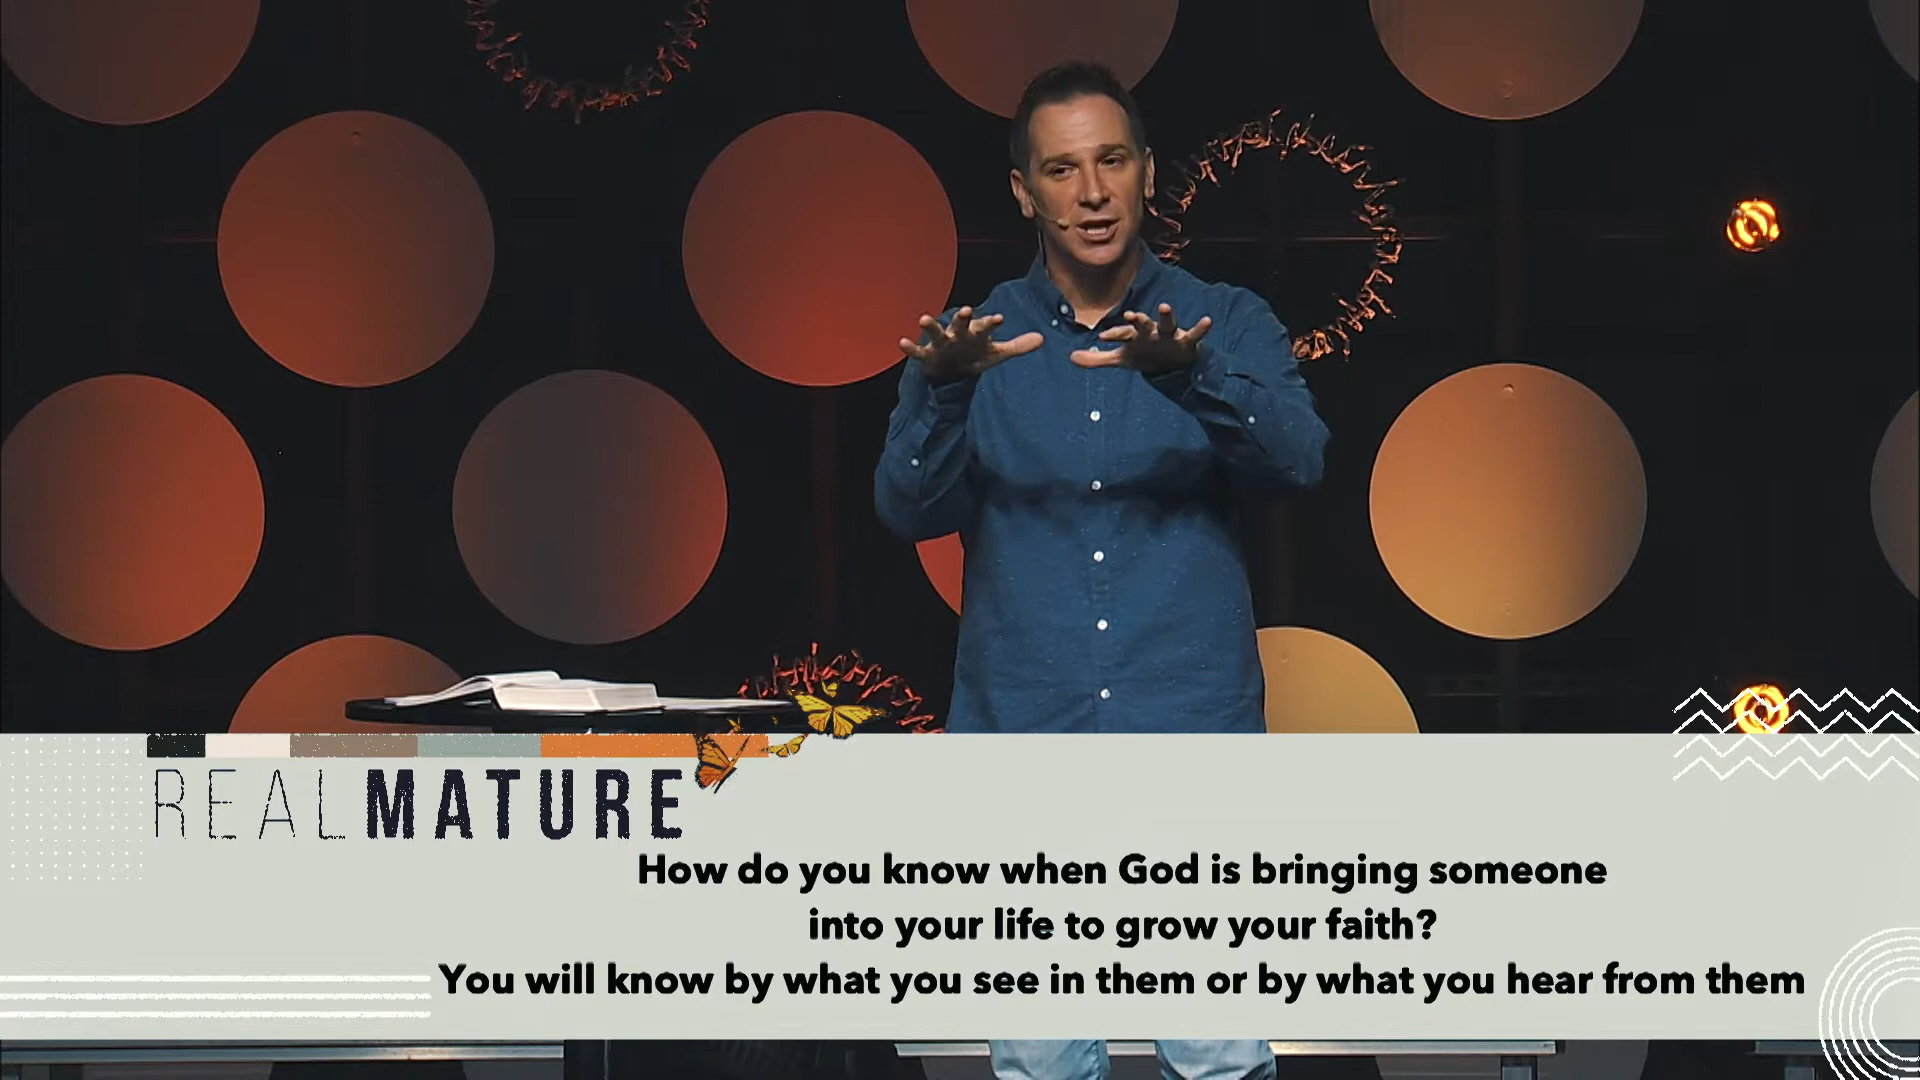 REALMATURE
How do you know when God is bringing someone
into your life to grow your faith?
You will know by what you see in them or by what you hear from them